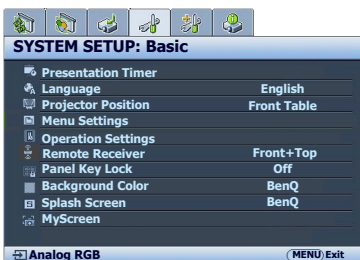 SYSTEM SETUP: Basic
Presentation Timer
Language English
Projector Position Front Table
Menu Settings
Operation Settings
Remote Receiver Front+Top
Panel Key Lock Off
Background Color BenQ
Splash Screen BenQ
MyScreen
Analog RGB MENU Exit